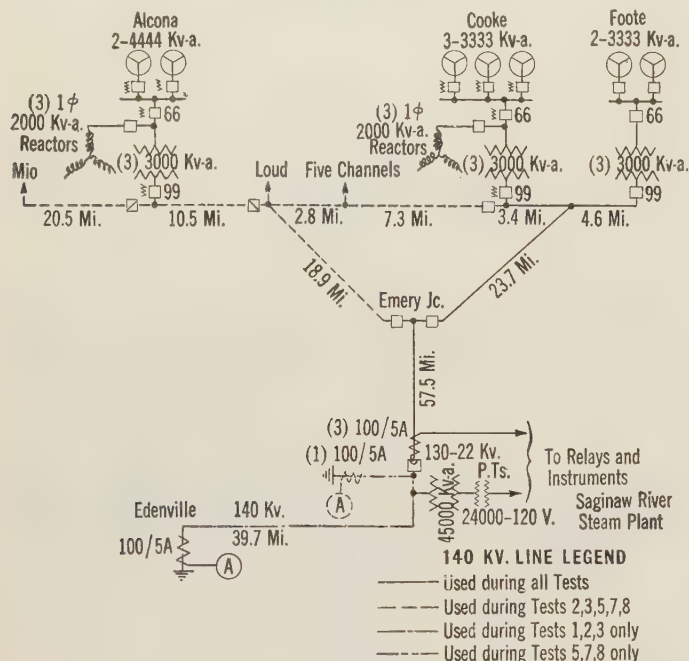 Alcona
2-4444 Kv-a.
Cooke
3-3333 Kv-a.
Foote
2-3333 Kv-a.
66
66
66
(3) 1ϕ
2000 Kv-a.
Reactors
(3) 1ϕ
2000 Kv-a.
Reactors
(3) 3000 Kv-a.
(3) 3000 Kv-a.
(3) 3000 Kv-a.
Mio
Loud
Five Channels
99
99
99
20.5 Mi.
10.5 Mi.
2.8 Mi.
7.3 Mi.
3.4 Mi.
4.6 Mi.
18.9 Mi.
23.7 Mi.
Emery Jc.
57.5 Mi.
(3) 100/5A
(1) 100/5A
130-22 Kv.
A
45000 Kv-a.
P.Ts.
24000-120 V.
To Relays and
Instruments
Saginaw River
Steam Plant
Edenville
140 Kv.
39.7 Mi.
100/5A
A
140 KV. LINE LEGEND
Used during all Tests
Used during Tests 2,3,5,7,8
Used during Tests 1,2,3 only
Used during Tests 5,7,8 only